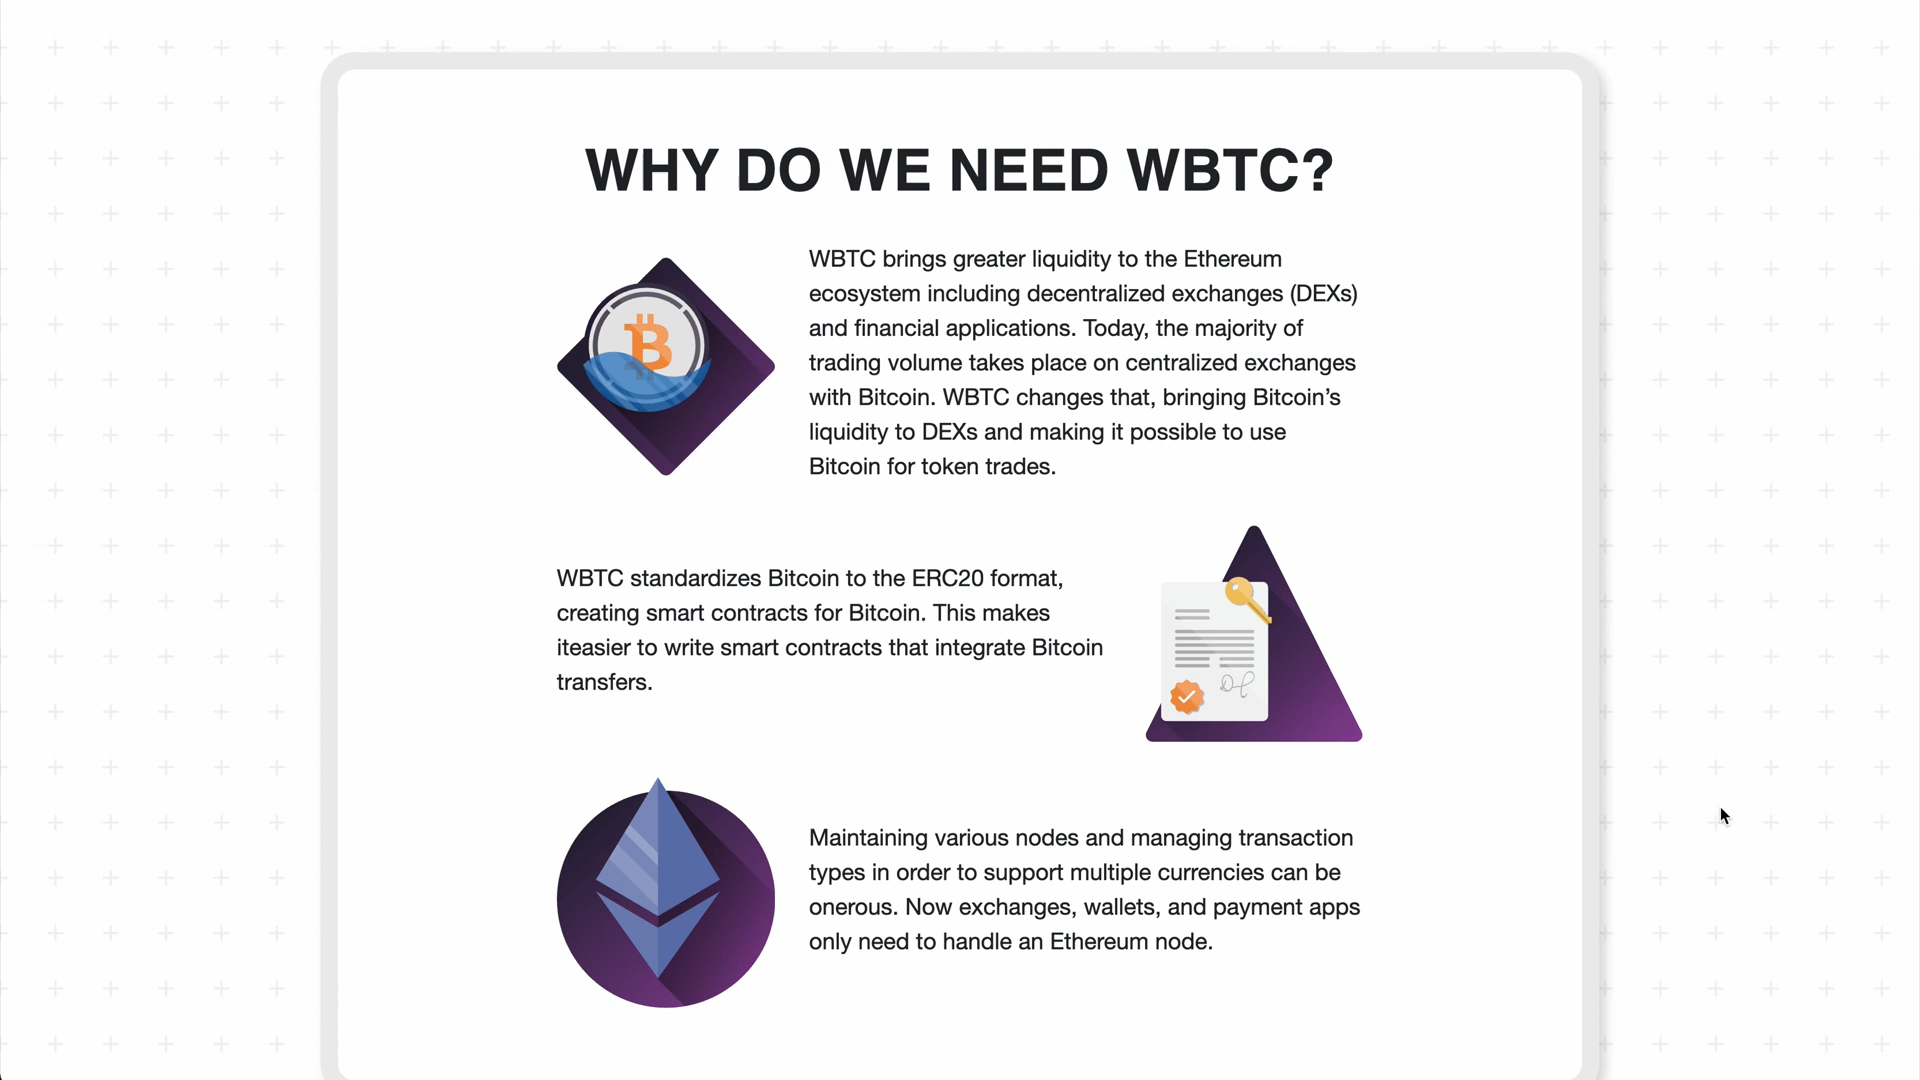 WHY DO WE NEED WBTC?
WBTC brings greater liquidity to the Ethereum
ecosystem including decentralized exchanges (DEXs)
and financial applications. Today, the majority of
trading volume takes place on centralized exchanges
with Bitcoin. WBTC changes that, bringing Bitcoin’s
liquidity to DEXs and making it possible to use
Bitcoin for token trades.
WBTC standardizes Bitcoin to the ERC20 format,
creating smart contracts for Bitcoin. This makes
iteasier to write smart contracts that integrate Bitcoin
transfers.
Maintaining various nodes and managing transaction
types in order to support multiple currencies can be
onerous. Now exchanges, wallets, and payment apps
only need to handle an Ethereum node.